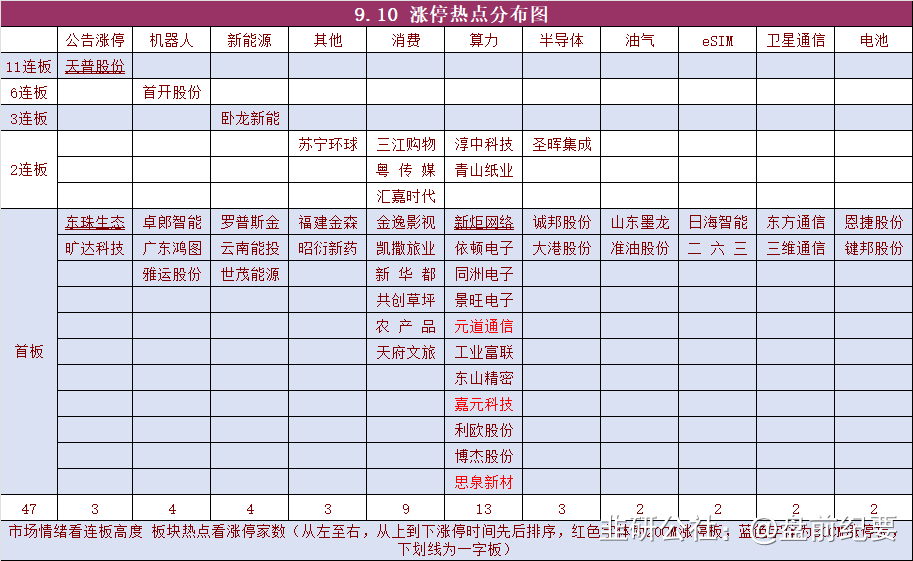 9.10 涨停热点分布图
公告涨停 机器人 新能源 其他 消费 算力 半导体 油气 eSIM 卫星通信 电池
11连板 天普股份
6连板 首开股份
3连板 卧龙新能
苏宁环球 三江购物 淳中科技 圣晖集成
2连板 粤传媒 青山纸业
汇嘉时代
东珠生态 卓郎智能 罗普斯金 福建金森 金逸影视 新炬网络 诚邦股份 山东墨龙 日海智能 东方通信 恩捷股份
旷达科技 广东鸿图 云南能投 昭衍新药 凯撒旅业 依顿电子 大港股份 准油股份 二六三 三维通信 键邦股份
雅运股份 世茂能源 新华都 同洲电子
共创草坪 景旺电子
农产品 元道通信
首板 天府文旅 工业富联
东山精密
嘉元科技
利欧股份
博杰股份
思泉新材
47 3 4 4 3 9 13 3 2 2 2 2
市场情绪看连板高度 板块热点看涨停家数（从左至右，从上到下涨停时间先后排序，红色
下划线为一字板）
韭研公社：@盘前纪要